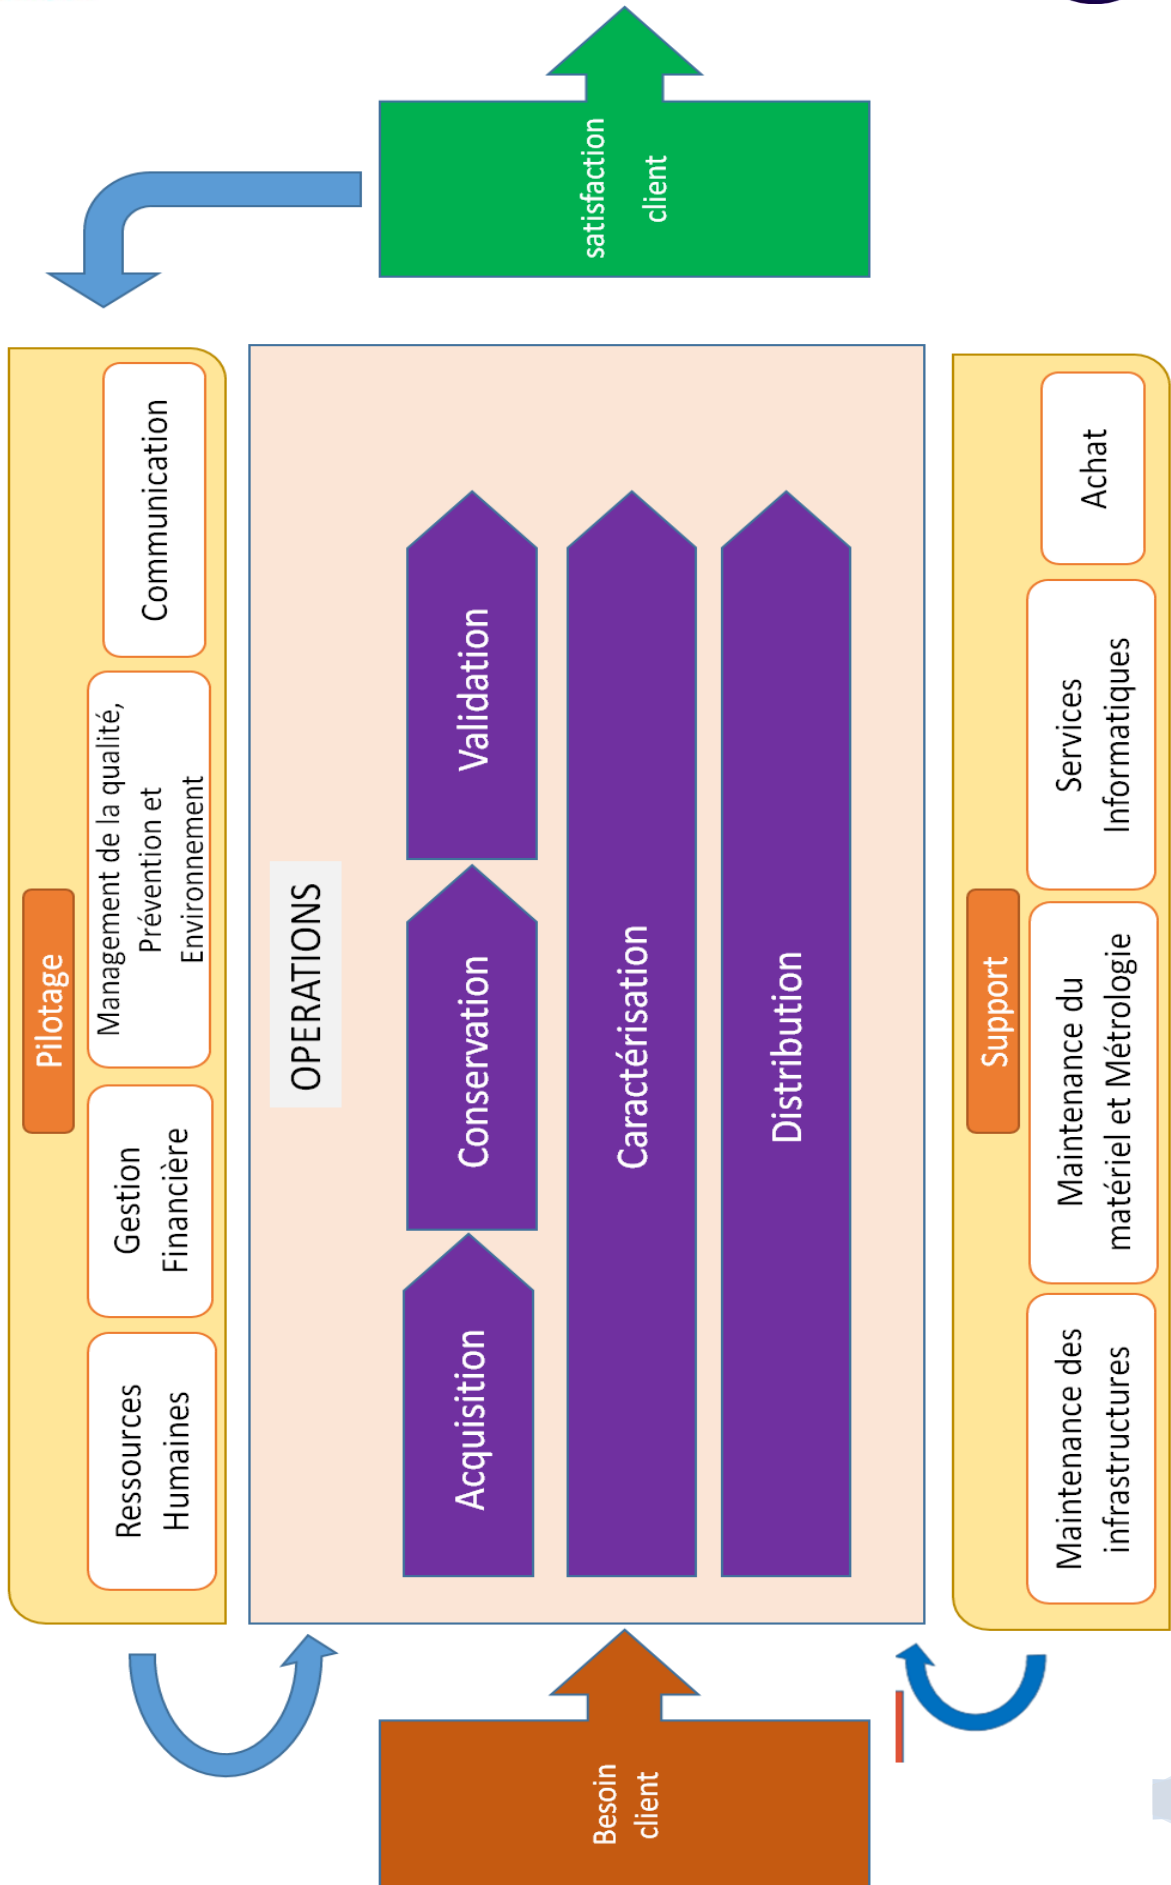 Pilotage
Ressources
Humaines
Gestion
Financière
Management de la qualité,
Prévention et
Environnement
Communication
Besoin
client
OPERATIONS
Acquisition
Conservation
Validation
Caractérisation
Distribution
satisfaction
client
Support
Maintenance des
infrastructures
Maintenance du
matériel et Métrologie
Services
Informatiques
Achat